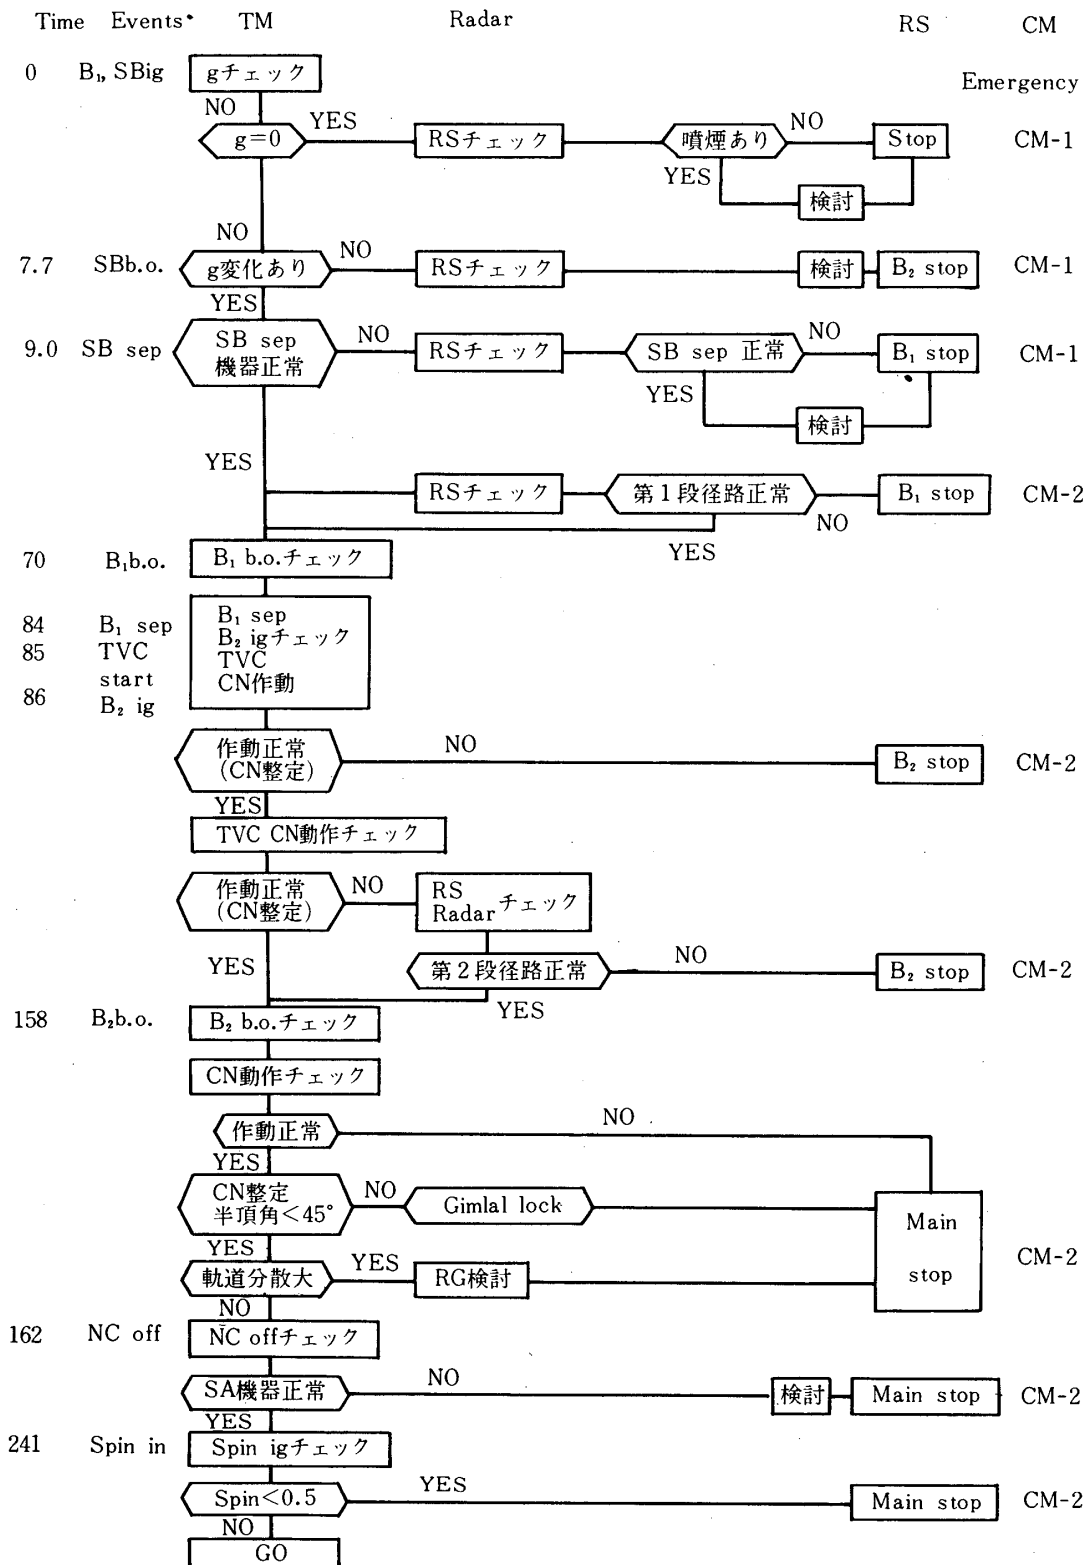 Time Events TM Radar RS CM
0 B₁, SBig gチェック
Emergency
NO
g=0 YES RSチェック 噴煙あり NO Stop CM-1
YES 検討
NO
7.7 SBb.o. g変化あり NO RSチェック 検討 B₂ stop CM-1
YES
9.0 SB sep SB sep 機器正常 NO RSチェック SB sep 正常 NO B₁ stop CM-1
YES 検討
YES
RSチェック 第1段径路正常 NO B₁ stop CM-2
YES
70 B₁b.o. B₁ b.o.チェック
84 B₁ sep B₁ sep
85 TVC B₂ igチェック
start TVC
86 B₂ ig CN作動
作動正常
(CN整定) NO B₂ stop CM-2
YES
TVC CN動作チェック
作動正常
(CN整定) NO RS Radar チェック
YES 第2段径路正常 NO B₂ stop CM-2
YES
158 B₂b.o. B₂ b.o.チェック
CN動作チェック
作動正常 NO
YES
CN整定
半頂角<45° NO Gimlal lock Main stop CM-2
YES
軌道分散大 YES RG検討
NO
162 NC off NC offチェック
SA機器正常 NO 検討 Main stop CM-2
YES
241 Spin in Spin igチェック
Spin<0.5 YES Main stop CM-2
NO
GO